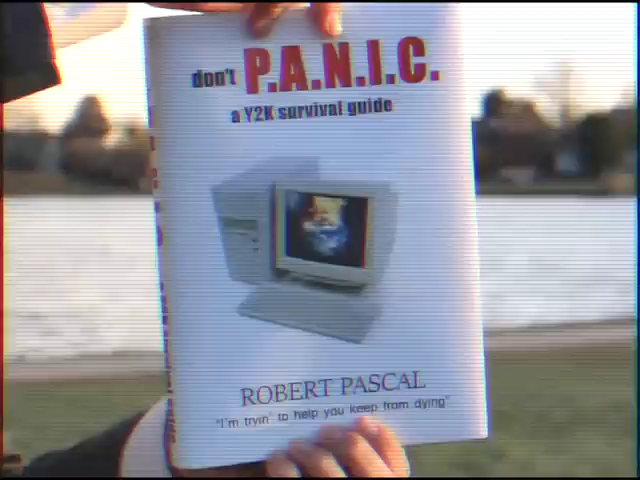 don't P.A.N.I.C.
a Y2K survival guide
ROBERT PASCAL
"I'm tryin' to help you keep from dying"